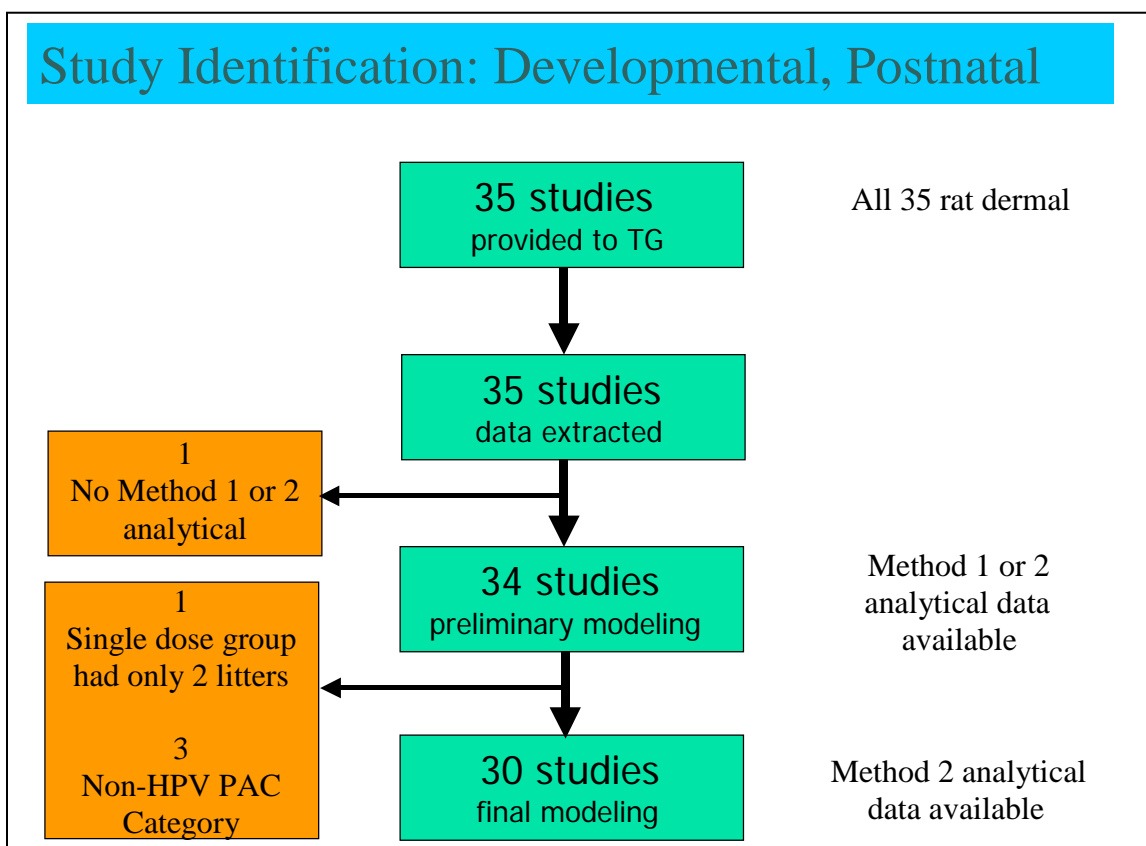 Study Identification: Developmental, Postnatal
35 studies
provided to TG
All 35 rat dermal
35 studies
data extracted
1
No Method 1 or 2
analytical
34 studies
preliminary modeling
Method 1 or 2
analytical data
available
1
Single dose group
had only 2 litters
3
Non-HPV PAC
Category
30 studies
final modeling
Method 2 analytical
data available